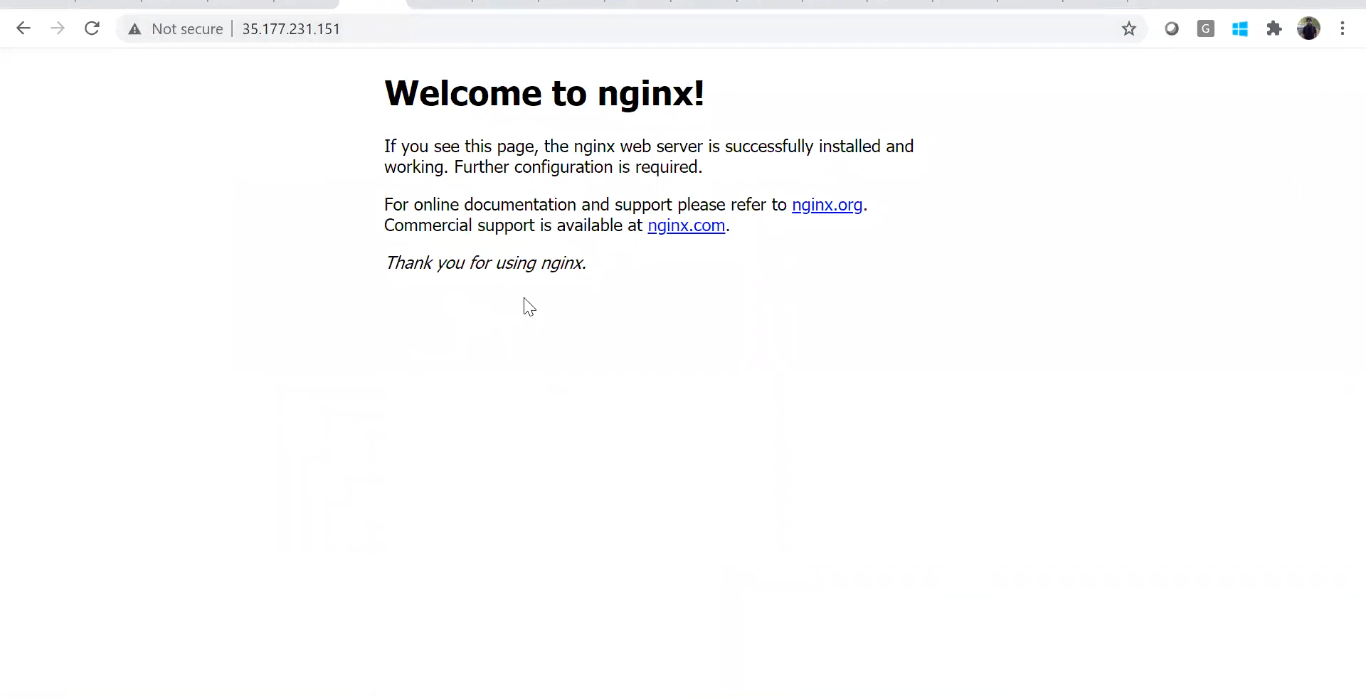 Not secure | 35.177.231.151
G
Welcome to nginx!
If you see this page, the nginx web server is successfully installed and
working. Further configuration is required.
For online documentation and support please refer to nginx.org.
Commercial support is available at nginx.com.
Thank you for using nginx.